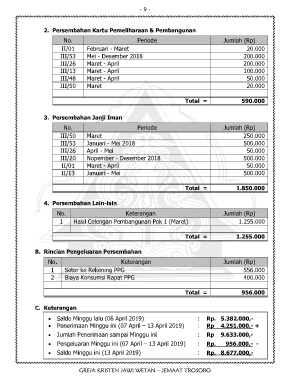 - 9 -
2. Persembahan Kartu Pemeliharaan & Pembangunan
No. Periode Jumlah (Rp)
II/01 Februari - Maret 20.000
III/53 Mei - Desember 2018 200.000
III/26 Maret - April 200.000
III/13 Maret - April 100.000
III/48 Maret - April 50.000
III/50 Maret 20.000
Total = 590.000
3. Persembahan Janji Iman
No. Periode Jumlah (Rp)
III/50 Maret 250.000
III/53 Januari - Mei 2018 500.000
III/26 April - Mei 50.000
III/20 Nopember - Desember 2018 500.000
II/01 Maret - April 50.000
II/13 Januari - Mei 500.000
Total = 1.850.000
4. Persembahan Lain-lain
No. Keterangan Jumlah (Rp)
1 Hasil Celengan Pembangunan Pok 1 (Maret) 1.255.000
Total = 1.255.000
B. Rincian Pengeluaran Persembahan
No. Keterangan Jumlah (Rp)
1 Setor ke Rekening PPG 556.000
2 Biaya Konsumsi Rapat PPG 400.000
Total = 956.000
C. Keterangan
• Saldo Minggu lalu (06 April 2019) : Rp. 5.382.000,-
• Penerimaan Minggu ini (07 April – 13 April 2019) : Rp 4.251.000,- +
• Jumlah Penerimaan sampai Minggu ini : Rp 9.633.000,-
• Pengeluaran Minggu ini (07 April – 13 April 2019) : Rp 956.000,- -
• Saldo Minggu ini (13 April 2019) : Rp. 8.677.000,-
GREJA KRISTEN JAWI WETAN – JEMAAT TROSOBO